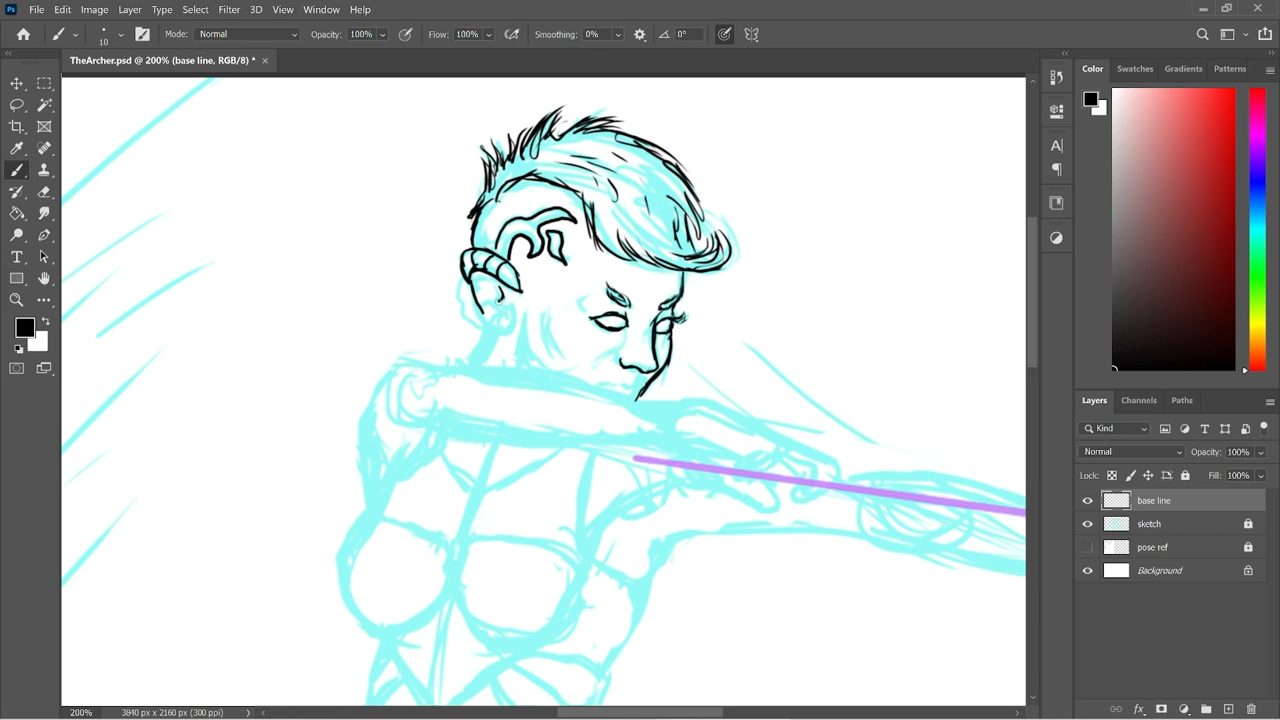 Ps File Edit Image Layer Type Select Filter 3D View Window Help
10 Mode: Normal Opacity: 100% Flow: 100% Smoothing: 0% 0°
TheArcher.psd @ 200% (base line, RGB/8) * ×
Color Swatches Gradients Patterns
Layers Channels Paths
Kind
Normal Opacity: 100%
Lock: Fill: 100%
base line
sketch
pose ref
Background
200% 3840 px x 2160 px (300 ppi)